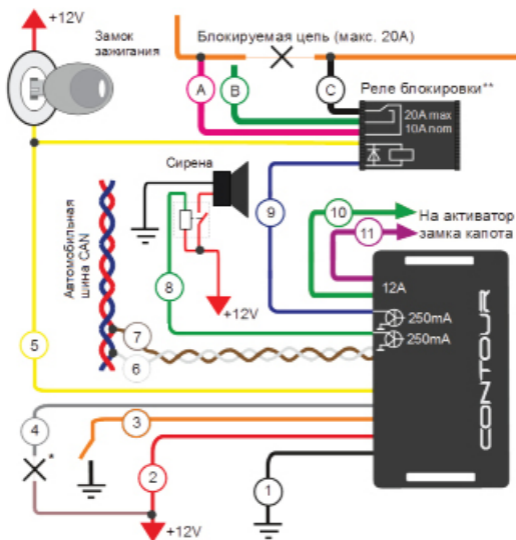 +12V
Замок
зажигания
Блокируемая цепь (макс. 20А)
A
B
C
Реле блокировки**
20A max
10A nom
Сирена
9
10
11
На активатор
замка капота
Автомобильная
шина CAN
8
+12V
12A
250mA
250mA
CONTOUR
7
6
5
4
*
3
2
1
+12V